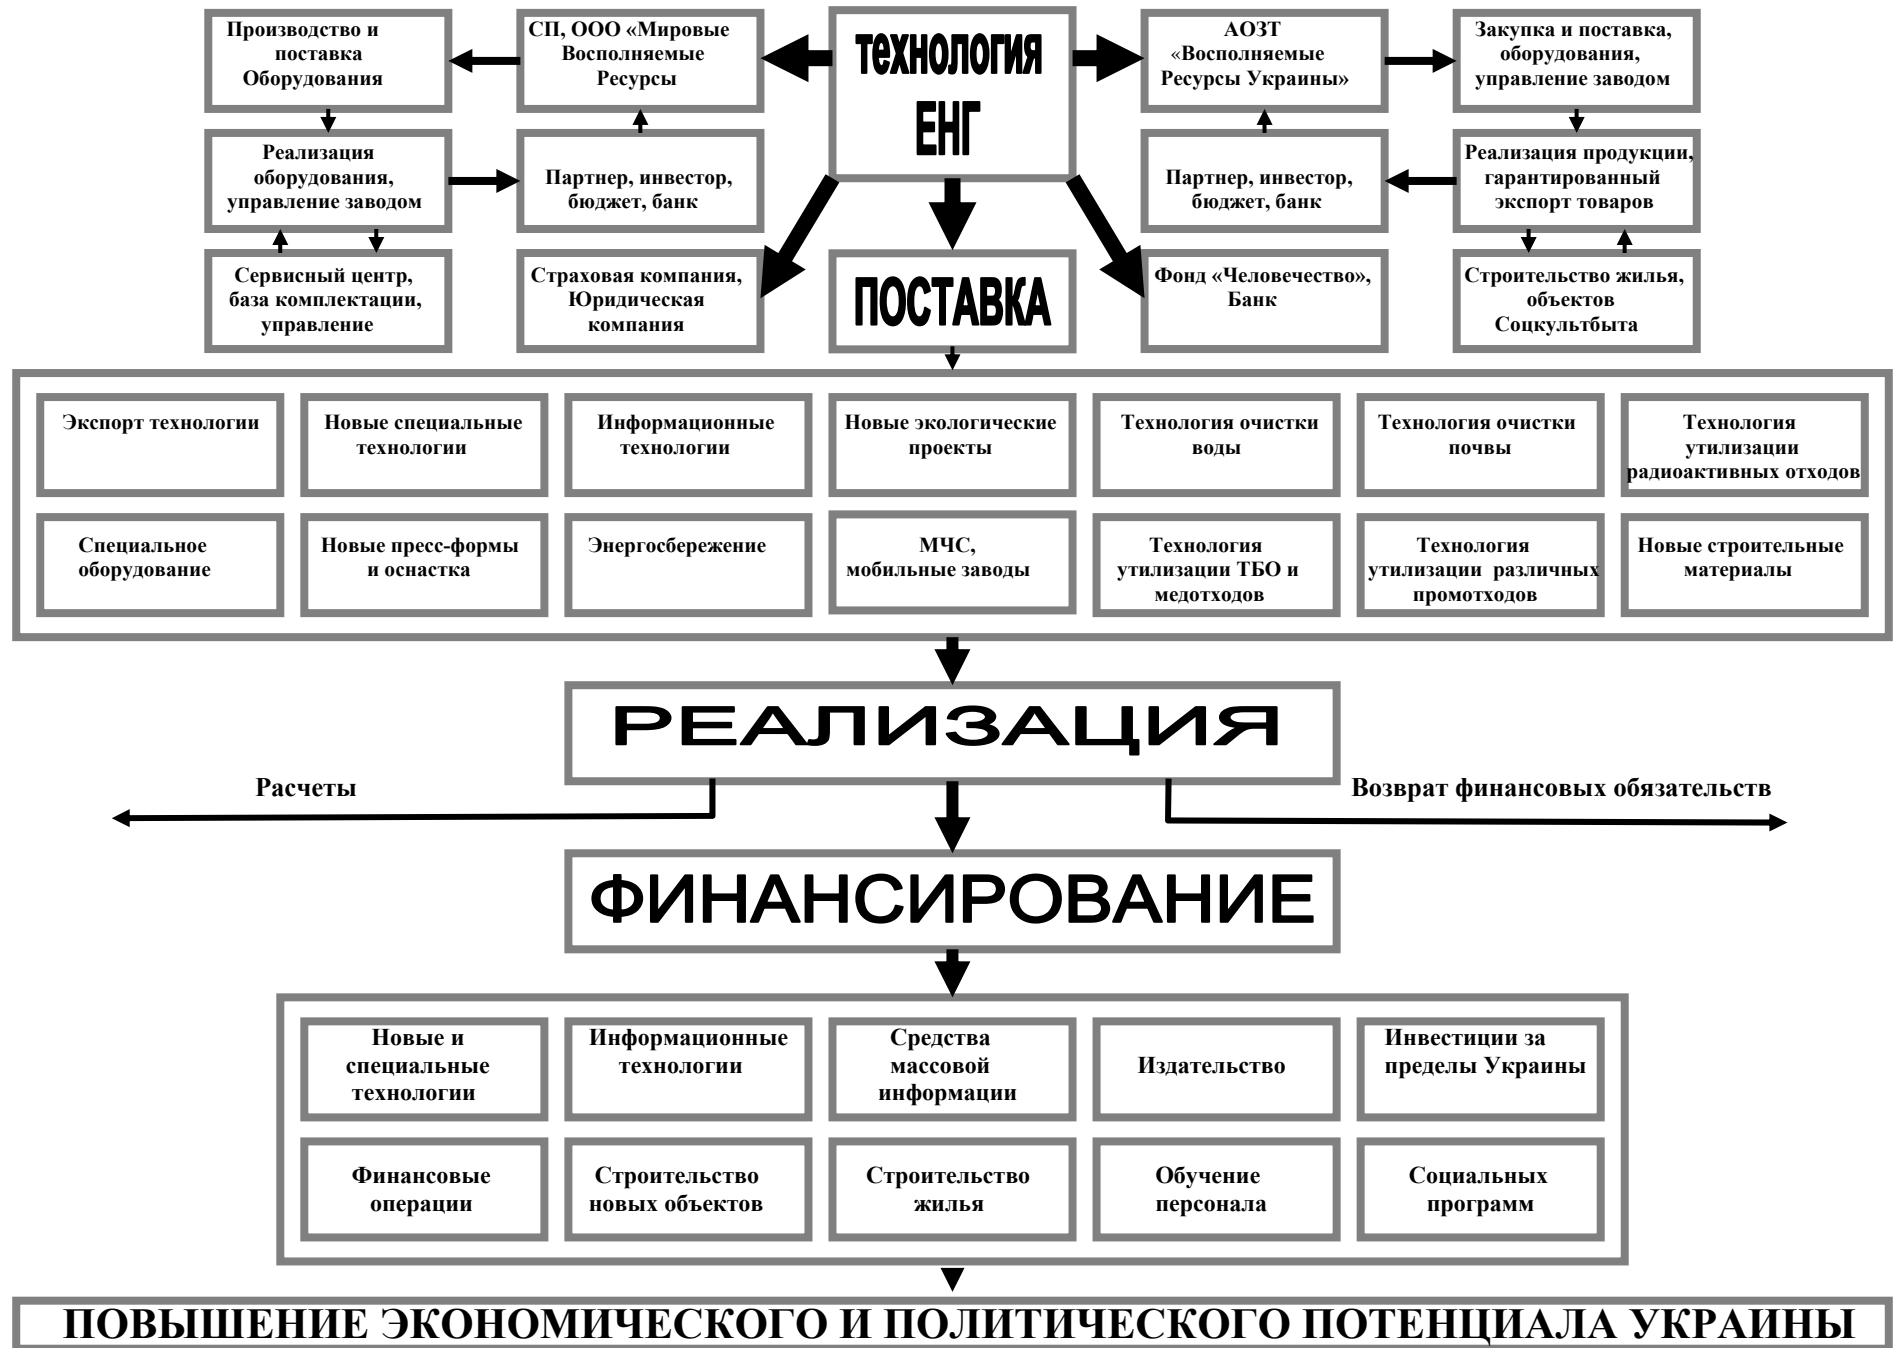 Производство и
поставка
Оборудования
СП, ООО «Мировые
Восполняемые
Ресурсы
технология
ЕНГ
АОЗТ
«Восполняемые
Ресурсы Украины»
Закупка и поставка,
оборудования,
управление заводом
Реализация
оборудования,
управление заводом
Партнер, инвестор,
бюджет, банк
Партнер, инвестор,
бюджет, банк
Реализация продукции,
гарантированный
экспорт товаров
Сервисный центр,
база комплектации,
управление
Страховая компания,
Юридическая
компания
ПОСТАВКА
Фонд «Человечество»,
Банк
Строительство жилья,
объектов
Соцкультбыта
Экспорт технологии
Новые специальные
технологии
Информационные
технологии
Новые экологические
проекты
Технология очистки
воды
Технология очистки
почвы
Технология
утилизации
радиоактивных отходов
Специальное
оборудование
Новые пресс-формы
и оснастка
Энергосбережение
МЧС,
мобильные заводы
Технология
утилизации ТБО и
медотходов
Технология
утилизации различных
промотходов
Новые строительные
материалы
РЕАЛИЗАЦИЯ
Расчеты
Возврат финансовых обязательств
ФИНАНСИРОВАНИЕ
Новые и
специальные
технологии
Информационные
технологии
Средства
массовой
информации
Издательство
Инвестиции за
пределы Украины
Финансовые
операции
Строительство
новых объектов
Строительство
жилья
Обучение
персонала
Социальных
программ
ПОВЫШЕНИЕ ЭКОНОМИЧЕСКОГО И ПОЛИТИЧЕСКОГО ПОТЕНЦИАЛА УКРАИНЫ